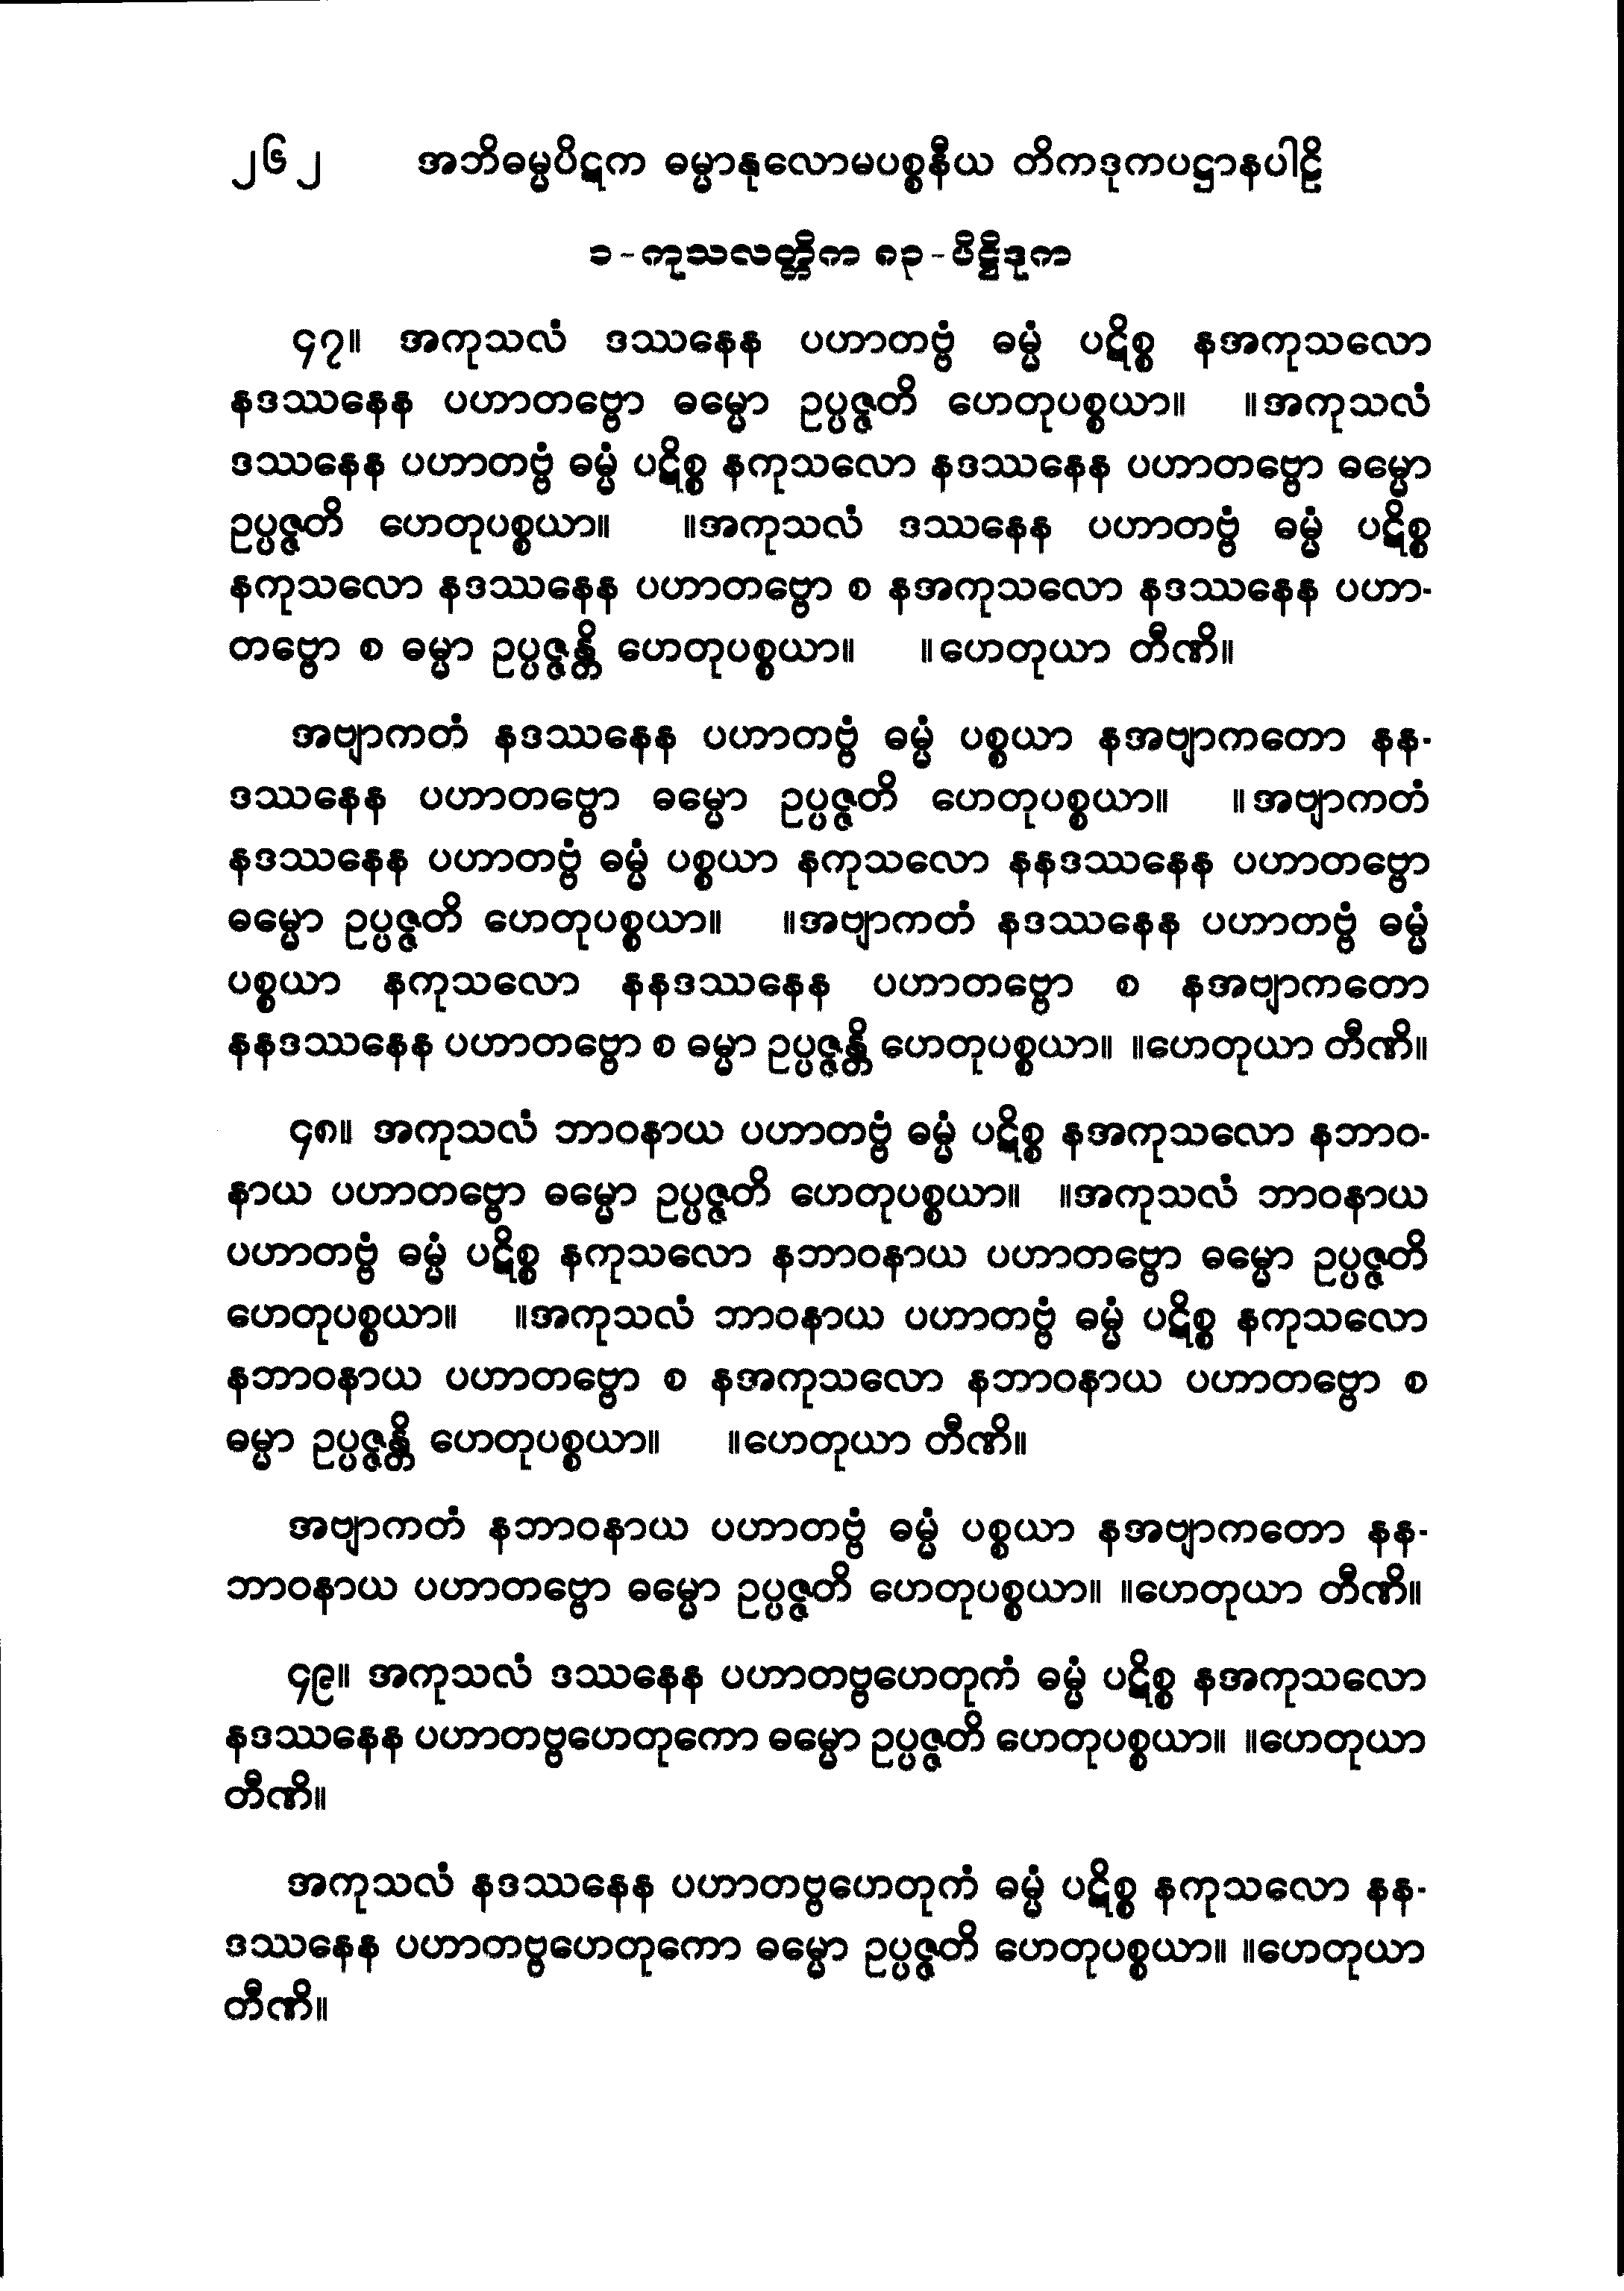 ၂၆၂ အဘိဓမ္မပိဋက ဓမ္မာနုလောမပစ္စနီယ တိကဒုကပဋ္ဌာနပါဠိ
၁-ကုသလတ္တိက ၈၃-ပိဋ္ဌိဒုက
၄၇။ အကုသလံ ဒဿနေန ပဟာတဗ္ဗံ ဓမ္မံ ပဋိစ္စ နအကုသလော
နဒဿနေန ပဟာတဗ္ဗော ဓမ္မော ဥပ္ပဇ္ဇတိ ဟေတုပစ္စယာ။ ။အကုသလံ
ဒဿနေန ပဟာတဗ္ဗံ ဓမ္မံ ပဋိစ္စ နကုသလော နဒဿနေန ပဟာတဗ္ဗော ဓမ္မော
ဥပ္ပဇ္ဇတိ ဟေတုပစ္စယာ။ ။အကုသလံ ဒဿနေန ပဟာတဗ္ဗံ ဓမ္မံ ပဋိစ္စ
နကုသလော နဒဿနေန ပဟာတဗ္ဗော စ နအကုသလော နဒဿနေန ပဟာ-
တဗ္ဗော စ ဓမ္မာ ဥပ္ပဇ္ဇန္တိ ဟေတုပစ္စယာ။ ။ဟေတုယာ တီဏိ။
အဗျာကတံ နဒဿနေန ပဟာတဗ္ဗံ ဓမ္မံ ပစ္စယာ နအဗျာကတော နန-
ဒဿနေန ပဟာတဗ္ဗော ဓမ္မော ဥပ္ပဇ္ဇတိ ဟေတုပစ္စယာ။ ။အဗျာကတံ
နဒဿနေန ပဟာတဗ္ဗံ ဓမ္မံ ပစ္စယာ နကုသလော နနဒဿနေန ပဟာတဗ္ဗော
ဓမ္မော ဥပ္ပဇ္ဇတိ ဟေတုပစ္စယာ။ ။အဗျာကတံ နဒဿနေန ပဟာတဗ္ဗံ ဓမ္မံ
ပစ္စယာ နကုသလော နနဒဿနေန ပဟာတဗ္ဗော စ နအဗျာကတော
နနဒဿနေန ပဟာတဗ္ဗော စ ဓမ္မာ ဥပ္ပဇ္ဇန္တိ ဟေတုပစ္စယာ။ ။ဟေတုယာ တီဏိ။
၄၈။ အကုသလံ ဘာဝနာယ ပဟာတဗ္ဗံ ဓမ္မံ ပဋိစ္စ နအကုသလော နဘာဝ-
နာယ ပဟာတဗ္ဗော ဓမ္မော ဥပ္ပဇ္ဇတိ ဟေတုပစ္စယာ။ ။အကုသလံ ဘာဝနာယ
ပဟာတဗ္ဗံ ဓမ္မံ ပဋိစ္စ နကုသလော နဘာဝနာယ ပဟာတဗ္ဗော ဓမ္မော ဥပ္ပဇ္ဇတိ
ဟေတုပစ္စယာ။ ။အကုသလံ ဘာဝနာယ ပဟာတဗ္ဗံ ဓမ္မံ ပဋိစ္စ နကုသလော
နဘာဝနာယ ပဟာတဗ္ဗော စ နအကုသလော နဘာဝနာယ ပဟာတဗ္ဗော စ
ဓမ္မာ ဥပ္ပဇ္ဇန္တိ ဟေတုပစ္စယာ။ ။ဟေတုယာ တီဏိ။
အဗျာကတံ နဘာဝနာယ ပဟာတဗ္ဗံ ဓမ္မံ ပစ္စယာ နအဗျာကတော နန-
ဘာဝနာယ ပဟာတဗ္ဗော ဓမ္မော ဥပ္ပဇ္ဇတိ ဟေတုပစ္စယာ။ ။ဟေတုယာ တီဏိ။
၄၉။ အကုသလံ ဒဿနေန ပဟာတဗ္ဗဟေတုကံ ဓမ္မံ ပဋိစ္စ နအကုသလော
နဒဿနေန ပဟာတဗ္ဗဟေတုကော ဓမ္မော ဥပ္ပဇ္ဇတိ ဟေတုပစ္စယာ။ ။ဟေတုယာ
တီဏိ။
အကုသလံ နဒဿနေန ပဟာတဗ္ဗဟေတုကံ ဓမ္မံ ပဋိစ္စ နကုသလော နန-
ဒဿနေန ပဟာတဗ္ဗဟေတုကော ဓမ္မော ဥပ္ပဇ္ဇတိ ဟေတုပစ္စယာ။ ။ဟေတုယာ
တီဏိ။